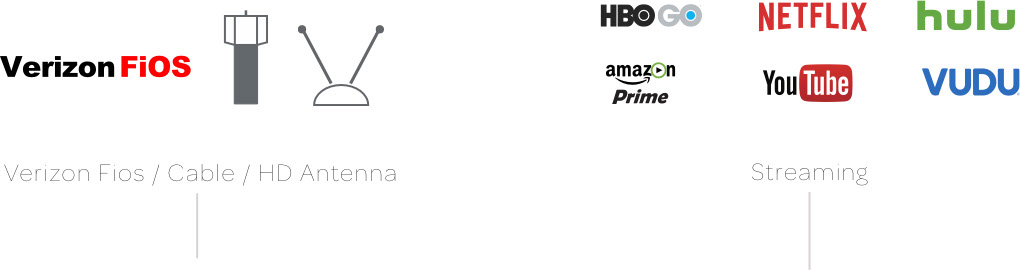 Verizon FiOS
HBO GO NETFLIX hulu
amazon Prime YouTube VUDU
Verizon Fios / Cable / HD Antenna
Streaming